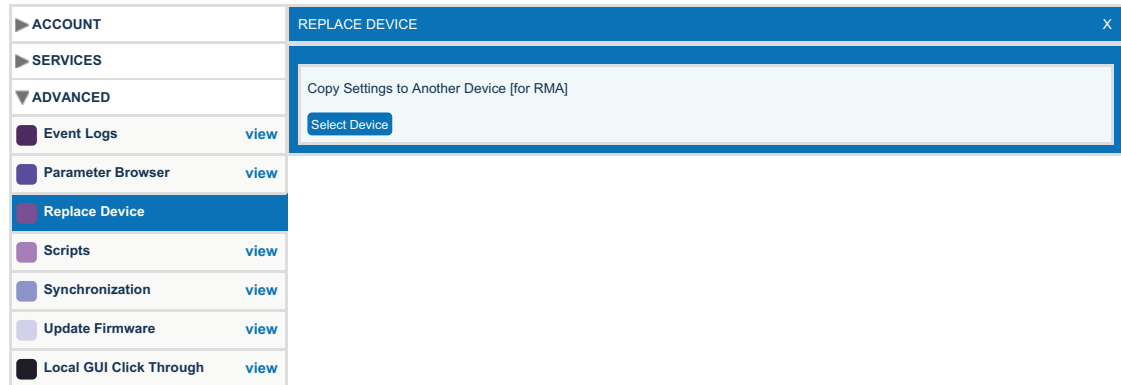 ACCOUNT
SERVICES
ADVANCED
Event Logs view
Parameter Browser view
Replace Device
Scripts view
Synchronization view
Update Firmware view
Local GUI Click Through view
REPLACE DEVICE X
Copy Settings to Another Device [for RMA]
Select Device